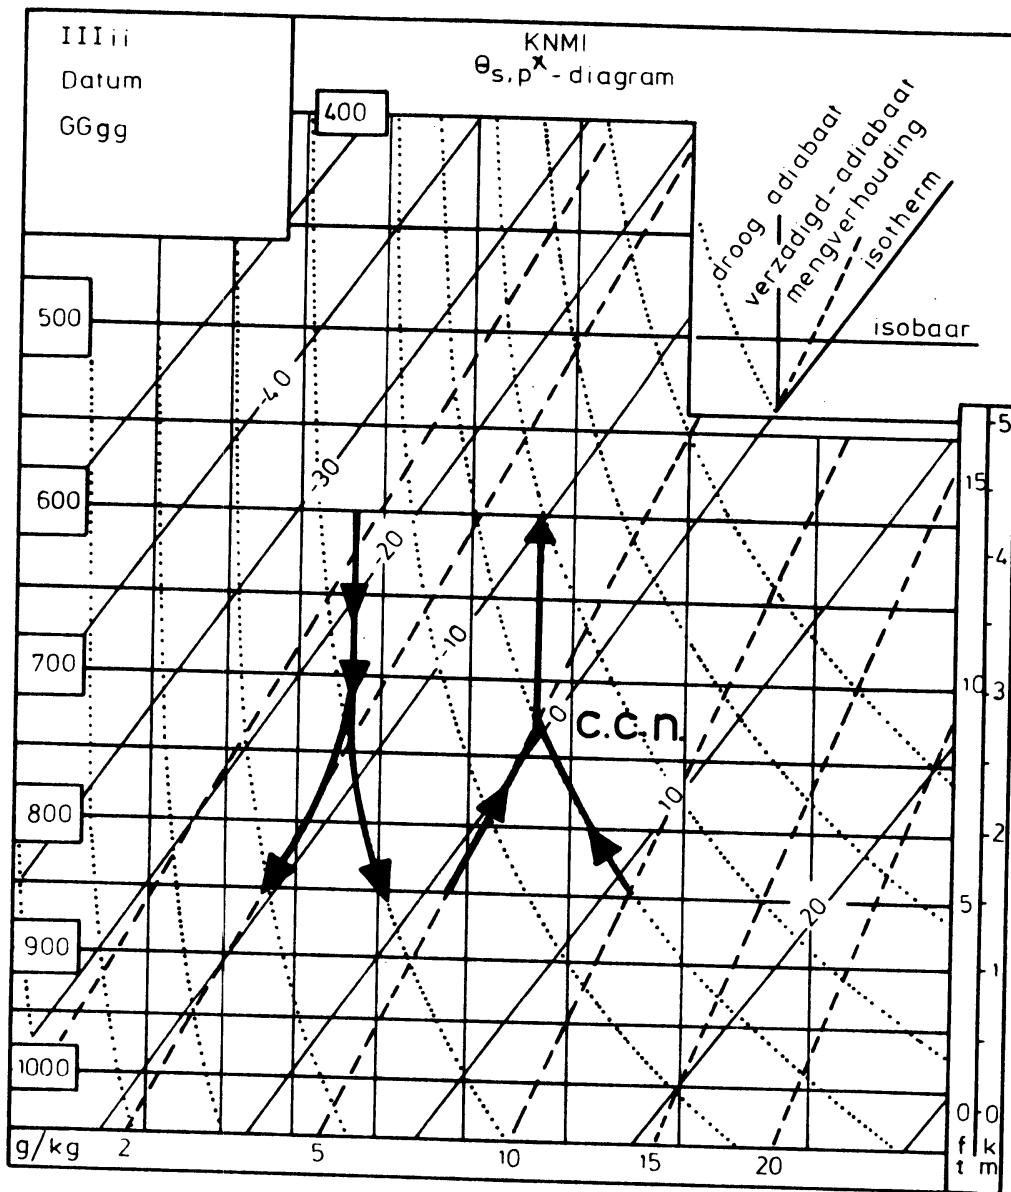 IIIii
Datum
GGgg
KNMI
θs,pˣ-diagram
400
droog adiabaat
verzadigd-adiabaat
mengverhouding
isotherm
isobaar
500
600
700
800
900
1000
-40
-30
-20
-10
0
10
20
c.c.n.
5
15
4
10
3
2
5
1
0
0
ft
km
g/kg
2
5
10
15
20